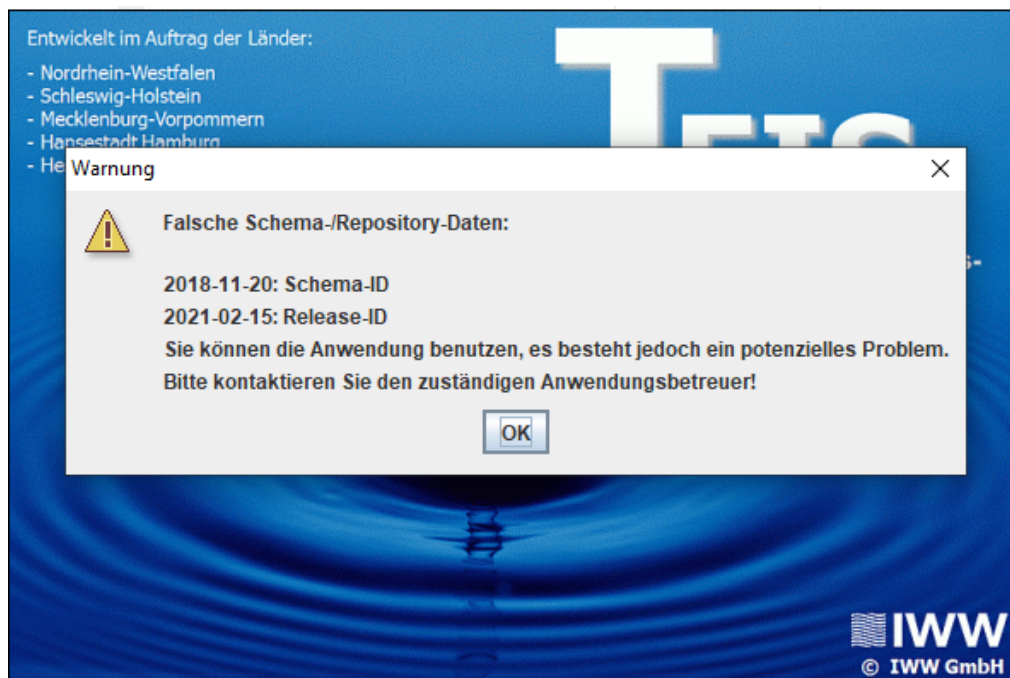 Entwickelt im Auftrag der Länder:
- Nordrhein-Westfalen
- Schleswig-Holstein
- Mecklenburg-Vorpommern
- Hansestadt Hamburg
- He
TEIS
Warnung
Falsche Schema-/Repository-Daten:
2018-11-20: Schema-ID
2021-02-15: Release-ID
Sie können die Anwendung benutzen, es besteht jedoch ein potenzielles Problem.
Bitte kontaktieren Sie den zuständigen Anwendungsbetreuer!
OK
IWW
© IWW GmbH